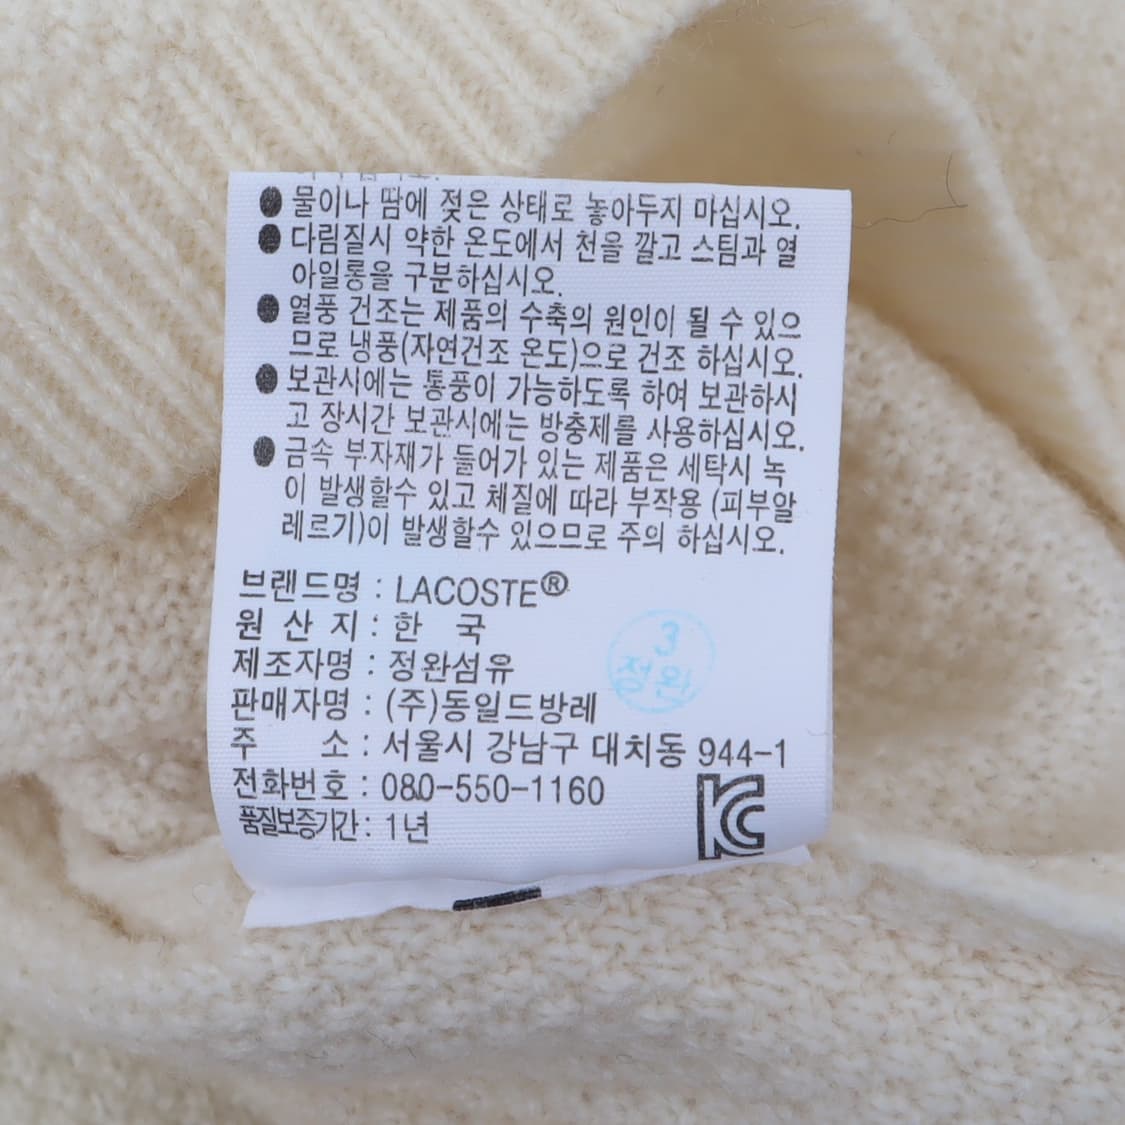 ● 물이나 땀에 젖은 상태로 놓아두지 마십시오.
● 다림질시 약한 온도에서 천을 깔고 스팀과 열
아일롱을 구분하십시오.
● 열풍 건조는 제품의 수축의 원인이 될 수 있으
므로 냉풍(자연건조 온도)으로 건조 하십시오.
● 보관시에는 통풍이 가능하도록 하여 보관하시
고 장시간 보관시에는 방충제를 사용하십시오.
● 금속 부자재가 들어가 있는 제품은 세탁시 녹
이 발생할수 있고 체질에 따라 부작용 (피부알
레르기)이 발생할수 있으므로 주의 하십시오.
브랜드명 : LACOSTE®
원 산 지 : 한 국
제조자명 : 정완섬유
판매자명 : (주)동일드방레
주 소 : 서울시 강남구 대치동 944-1
전화번호 : 080-550-1160
품질보증기간 : 1년
3
정완
KC